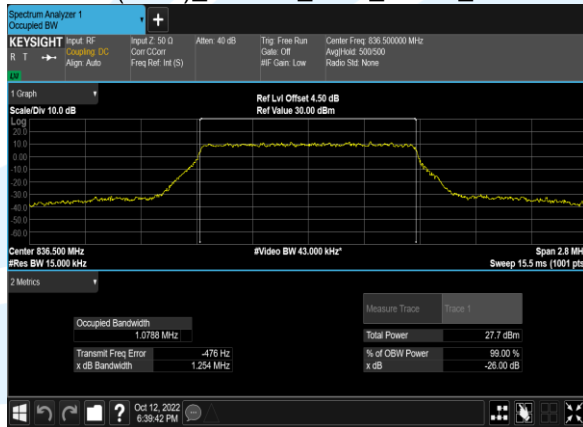 Spectrum Analyzer 1
Occupied BW
+
KEYSIGHT
R T
LXI
Input: RF
Coupling: DC
Align: Auto
Input Z: 50 Ω
Corr CCorr
Freq Ref: Int (S)
Atten: 40 dB
Trig: Free Run
Gate: Off
#IF Gain: Low
Center Freq: 836.500000 MHz
Avg|Hold: 500/500
Radio Std: None
1 Graph
Scale/Div 10.0 dB
Ref Lvl Offset 4.50 dB
Ref Value 30.00 dBm
Log
20.0
10.0
0.00
-10.0
-20.0
-30.0
-40.0
-50.0
-60.0
Center 836.500 MHz
#Res BW 15.000 kHz
#Video BW 43.000 kHz*
Span 2.8 MH
Sweep 15.5 ms (1001 pts
2 Metrics
Measure Trace Trace 1
Occupied Bandwidth
1.0788 MHz
Total Power 27.7 dBm
Transmit Freq Error -476 Hz
% of OBW Power 99.00 %
x dB Bandwidth 1.254 MHz
x dB -26.00 dB
?
Oct 12, 2022
6:39:42 PM